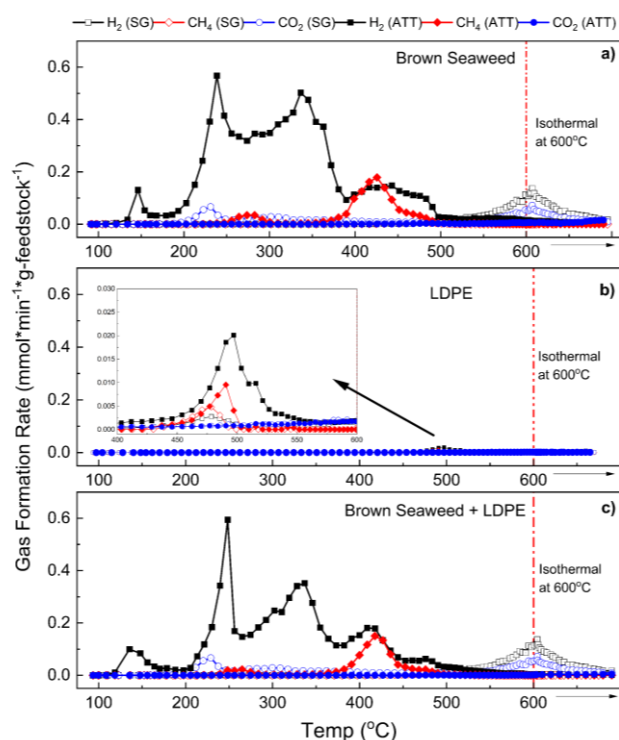 H₂ (SG) CH₄ (SG) CO₂ (SG) H₂ (ATT) CH₄ (ATT) CO₂ (ATT)
Gas Formation Rate (mmol*min⁻¹*g-feedstock⁻¹)
0.6
Brown Seaweed
a)
0.4
Isothermal
at 600°C
0.2
0.0
100 200 300 400 500 600
0.6
LDPE
b)
0.030
0.025
0.020
0.015
0.010
0.005
0.000
400 450 500 550 600
0.4
Isothermal
at 600°C
0.2
0.0
100 200 300 400 500 600
0.6
Brown Seaweed + LDPE
c)
0.4
Isothermal
at 600°C
0.2
0.0
100 200 300 400 500 600
Temp (°C)